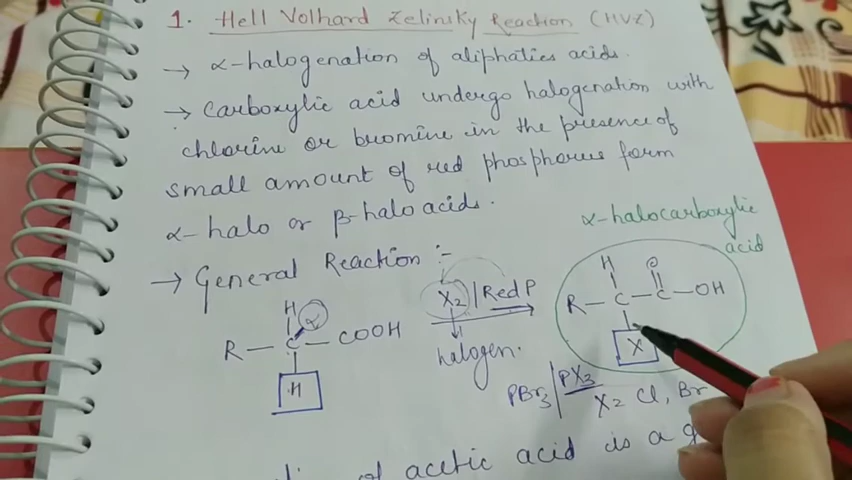 1. Hell Volhard Zelinsky Reaction (HVZ)
→ α-halogenation of aliphatics acids.
→ Carboxylic acid undergo halogenation with
chlorine or bromine in the presence of
small amount of red phosphorus form
α-halo or β-halo acids.
α-halocarboxylic
acid
→ General Reaction :-
H α
R — C — COOH
H
X2 | Red P
halogen.
H O
R — C — C — OH
X
PBr3 | PX3
X = Cl, Br
of acetic acid is a g